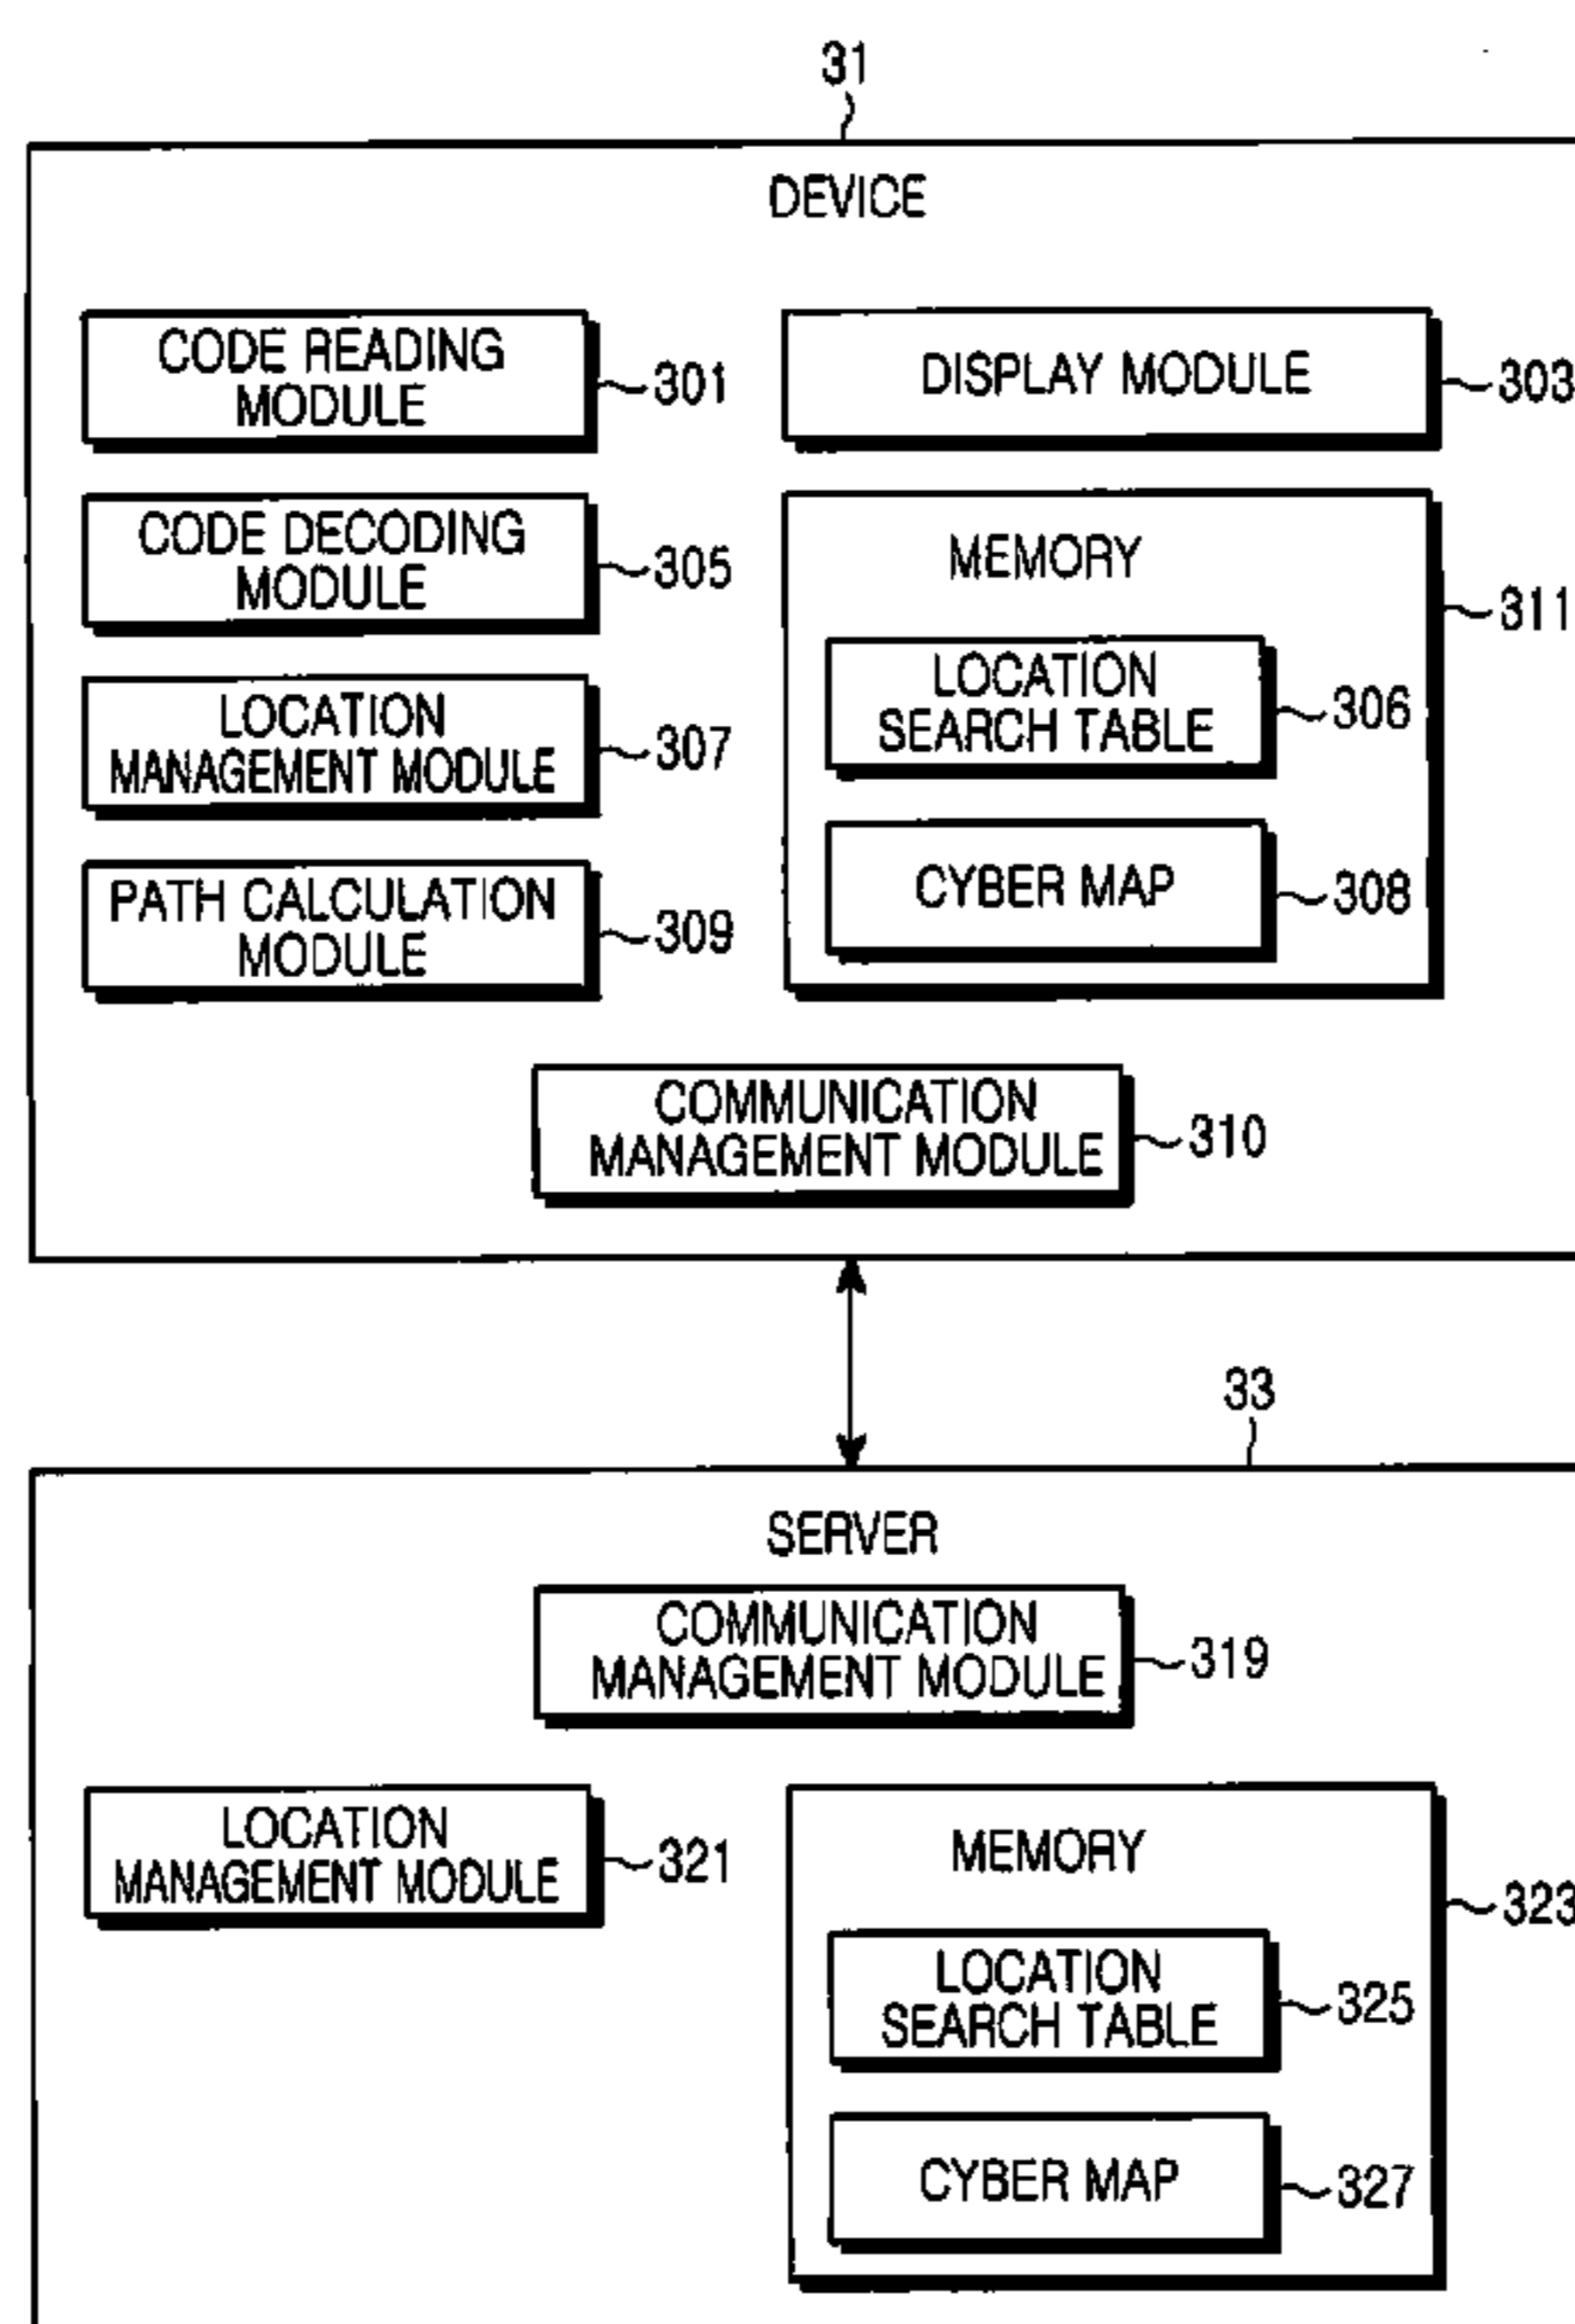 31
DEVICE
CODE READING
MODULE
301
DISPLAY MODULE
303
CODE DECODING
MODULE
305
MEMORY
311
LOCATION
SEARCH TABLE
306
LOCATION
MANAGEMENT MODULE
307
CYBER MAP
308
PATH CALCULATION
MODULE
309
COMMUNICATION
MANAGEMENT MODULE
310
33
SERVER
COMMUNICATION
MANAGEMENT MODULE
319
LOCATION
MANAGEMENT MODULE
321
MEMORY
323
LOCATION
SEARCH TABLE
325
CYBER MAP
327